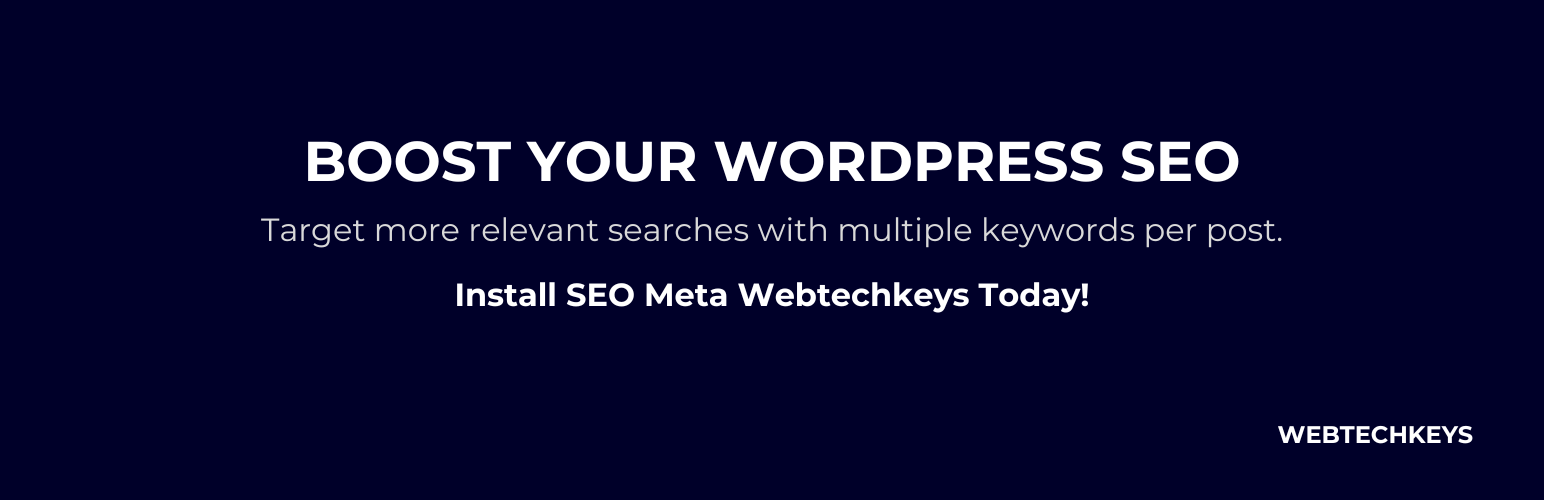 BOOST YOUR WORDPRESS SEO
Target more relevant searches with multiple keywords per post.
Install SEO Meta Webtechkeys Today!
WEBTECHKEYS